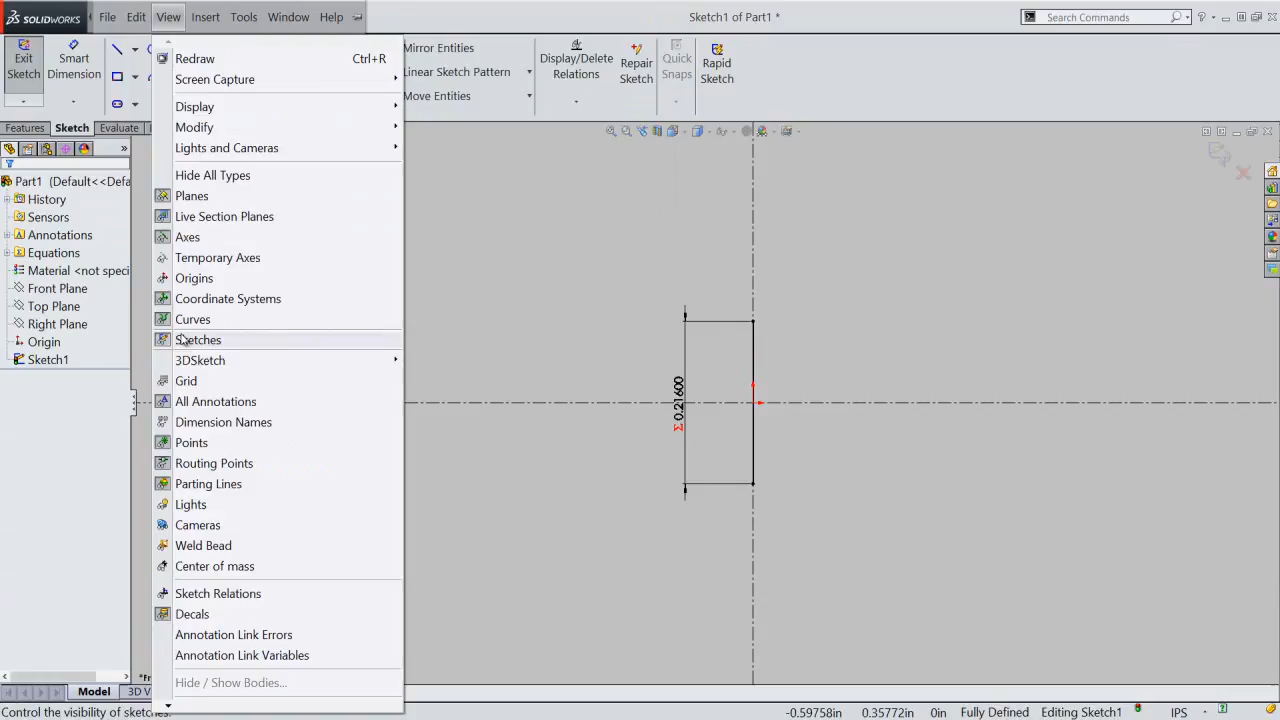 SOLIDWORKS File Edit View Insert Tools Window Help Sketch1 of Part1 * Search Commands ?
Exit Sketch
Smart Dimension
Mirror Entities
Linear Sketch Pattern
Move Entities
Display/Delete Relations
Repair Sketch
Quick Snaps
Rapid Sketch
Features Sketch Evaluate
»
Part1 (Default<<Defa
History
Sensors
Annotations
Equations
Material <not speci
Front Plane
Top Plane
Right Plane
Origin
Sketch1
Redraw Ctrl+R
Screen Capture
Display
Modify
Lights and Cameras
Hide All Types
Planes
Live Section Planes
Axes
Temporary Axes
Origins
Coordinate Systems
Curves
Sketches
3DSketch
Grid
All Annotations
Dimension Names
Points
Routing Points
Parting Lines
Lights
Cameras
Weld Bead
Center of mass
Sketch Relations
Decals
Annotation Link Errors
Annotation Link Variables
Hide / Show Bodies...
Σ 0.21600
*Fr
Model 3D V
Control the visibility of sketches. -0.59758in 0.35772in 0in Fully Defined Editing Sketch1 IPS